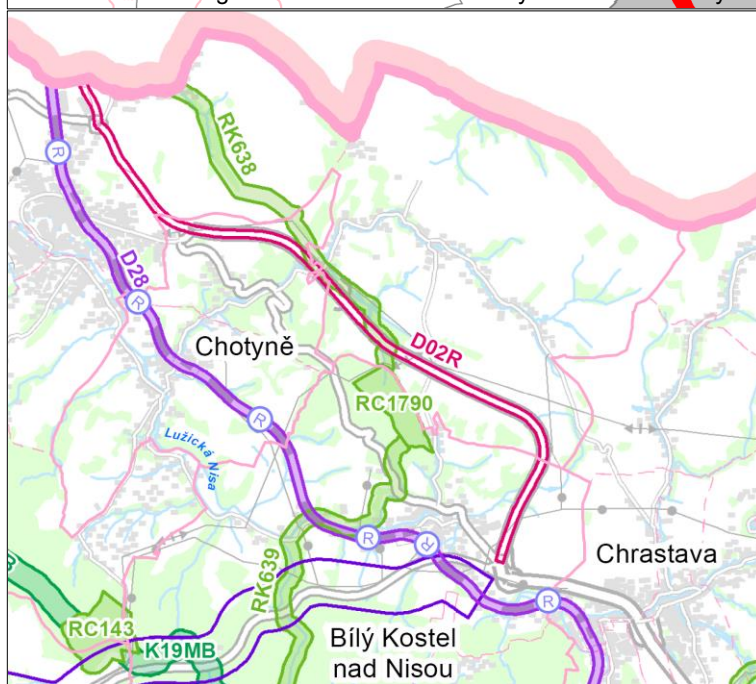 RK638
R
D28
R
Chotyně
D02R
RC1790
R
Lužická Nisa
R
R
Chrastava
RK639
R
RC143
K19MB
Bílý Kostel
nad Nisou